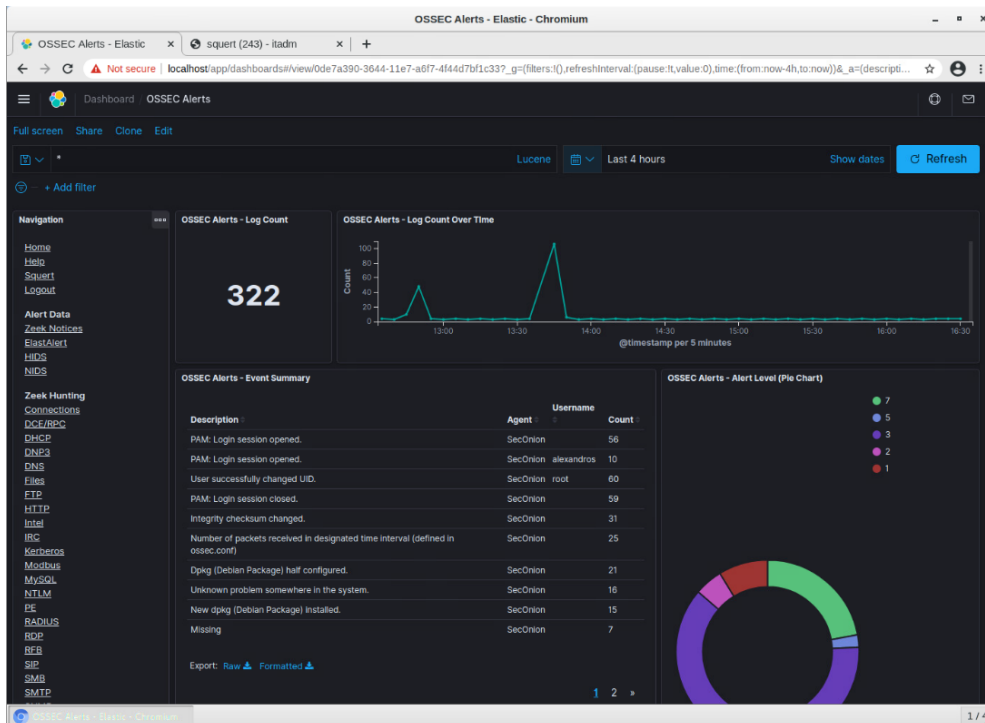 OSSEC Alerts - Elastic - Chromium
OSSEC Alerts - Elastic × squert (243) - itadm × +
Not secure | localhost/app/dashboards#/view/0de7a390-3644-11e7-a6f7-4f44d7bf1c33?_g=(filters:!(),refreshInterval:(pause:!t,value:0),time:(from:now-4h,to:now))&_a=(descripti...
Dashboard / OSSEC Alerts
Full screen Share Clone Edit
* Lucene Last 4 hours Show dates Refresh
+ Add filter
Navigation
Home
Help
Squert
Logout
Alert Data
Zeek Notices
ElastAlert
HIDS
NIDS
Zeek Hunting
Connections
DCE/RPC
DHCP
DNP3
DNS
Files
FTP
HTTP
Intel
IRC
Kerberos
Modbus
MySQL
NTLM
PE
RADIUS
RDP
RFB
SIP
SMB
SMTP
OSSEC Alerts - Log Count
322
OSSEC Alerts - Log Count Over Time
100
80
60
40
20
0
Count
13:00 13:30 14:00 14:30 15:00 15:30 16:00 16:30
@timestamp per 5 minutes
OSSEC Alerts - Event Summary
Description Agent Username Count
PAM: Login session opened. SecOnion 56
PAM: Login session opened. SecOnion alexandros 10
User successfully changed UID. SecOnion root 60
PAM: Login session closed. SecOnion 59
Integrity checksum changed. SecOnion 31
Number of packets received in designated time interval (defined in SecOnion 25
ossec.conf)
Dpkg (Debian Package) half configured. SecOnion 21
Unknown problem somewhere in the system. SecOnion 16
New dpkg (Debian Package) installed. SecOnion 15
Missing SecOnion 7
Export: Raw Formatted
1 2 »
OSSEC Alerts - Alert Level (Pie Chart)
7
5
3
2
1
OSSEC Alerts - Elastic - Chromium
1 / 4